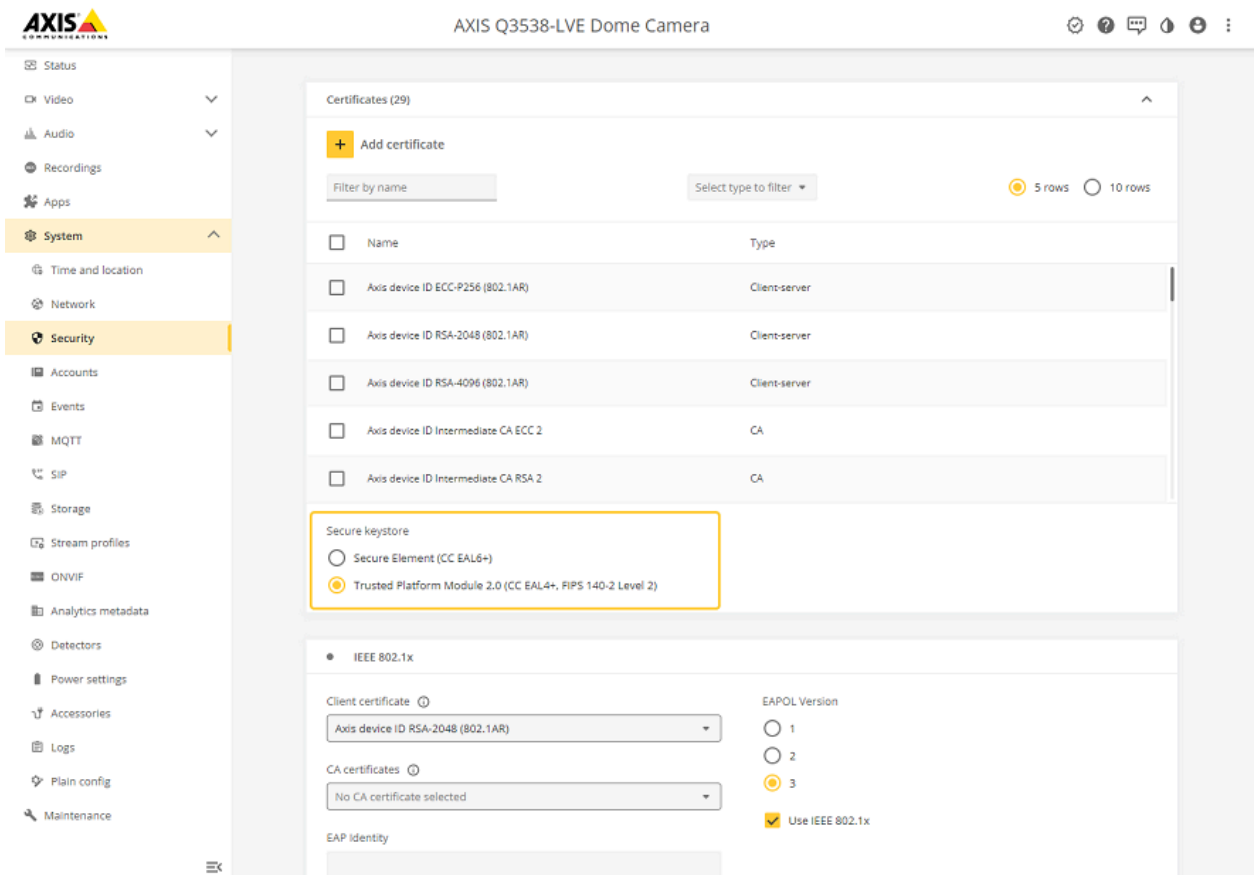 AXIS
COMMUNICATIONS
AXIS Q3538-LVE Dome Camera
Status
Video
Audio
Recordings
Apps
System
Time and location
Network
Security
Accounts
Events
MQTT
SIP
Storage
Stream profiles
ONVIF
Analytics metadata
Detectors
Power settings
Accessories
Logs
Plain config
Maintenance
Certificates (29)
+ Add certificate
Filter by name
Select type to filter
5 rows
10 rows
Name Type
Axis device ID ECC-P256 (802.1AR) Client-server
Axis device ID RSA-2048 (802.1AR) Client-server
Axis device ID RSA-4096 (802.1AR) Client-server
Axis device ID Intermediate CA ECC 2 CA
Axis device ID Intermediate CA RSA 2 CA
Secure keystore
Secure Element (CC EAL6+)
Trusted Platform Module 2.0 (CC EAL4+, FIPS 140-2 Level 2)
IEEE 802.1x
Client certificate
Axis device ID RSA-2048 (802.1AR)
CA certificates
No CA certificate selected
EAP Identity
EAPOL Version
1
2
3
Use IEEE 802.1x